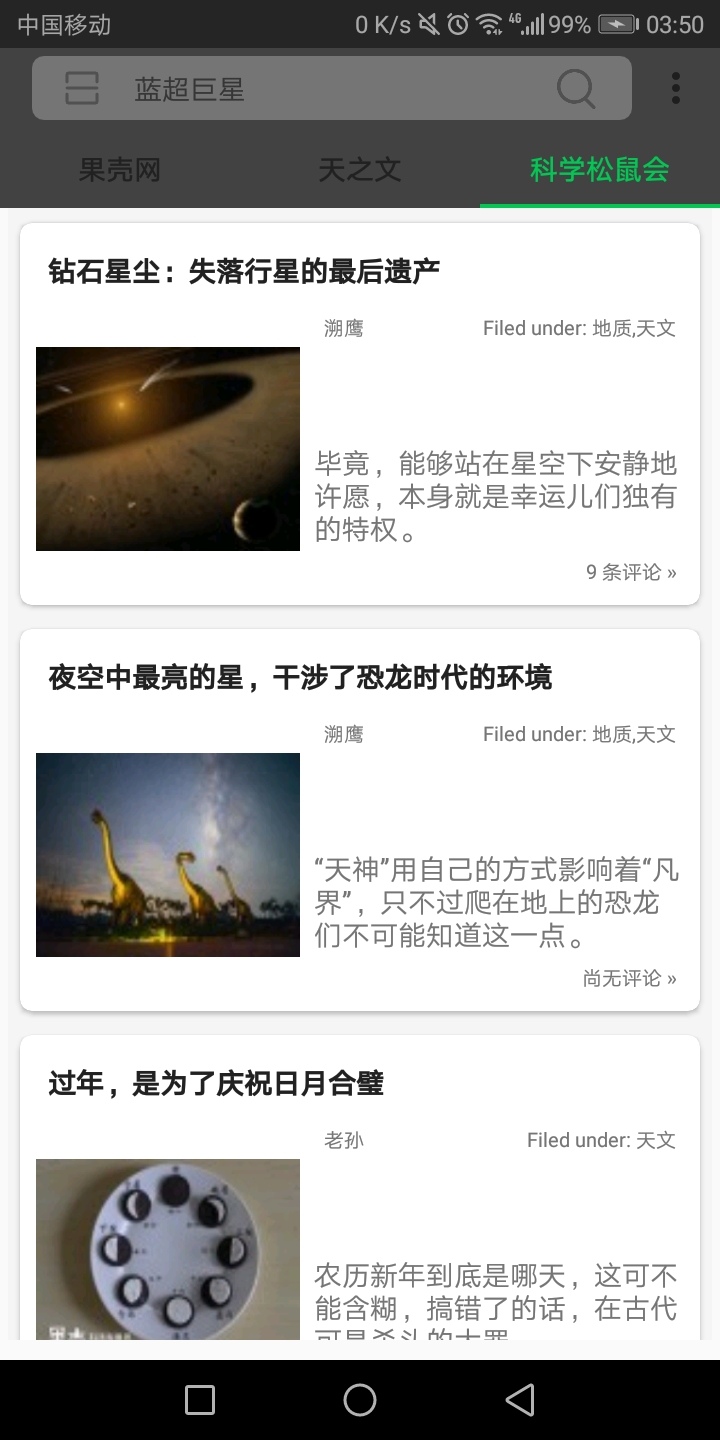 中国移动 0 K/s 4G 99% 03:50
蓝超巨星
果壳网 天之文 科学松鼠会
钻石星尘：失落行星的最后遗产
溯鹰 Filed under: 地质,天文
毕竟，能够站在星空下安静地
许愿，本身就是幸运儿们独有
的特权。
9 条评论 »
夜空中最亮的星，干涉了恐龙时代的环境
溯鹰 Filed under: 地质,天文
“天神”用自己的方式影响着“凡
界”，只不过爬在地上的恐龙
们不可能知道这一点。
尚无评论 »
过年，是为了庆祝日月合璧
老孙 Filed under: 天文
农历新年到底是哪天，这可不
能含糊，搞错了的话，在古代
可是杀头的大罪